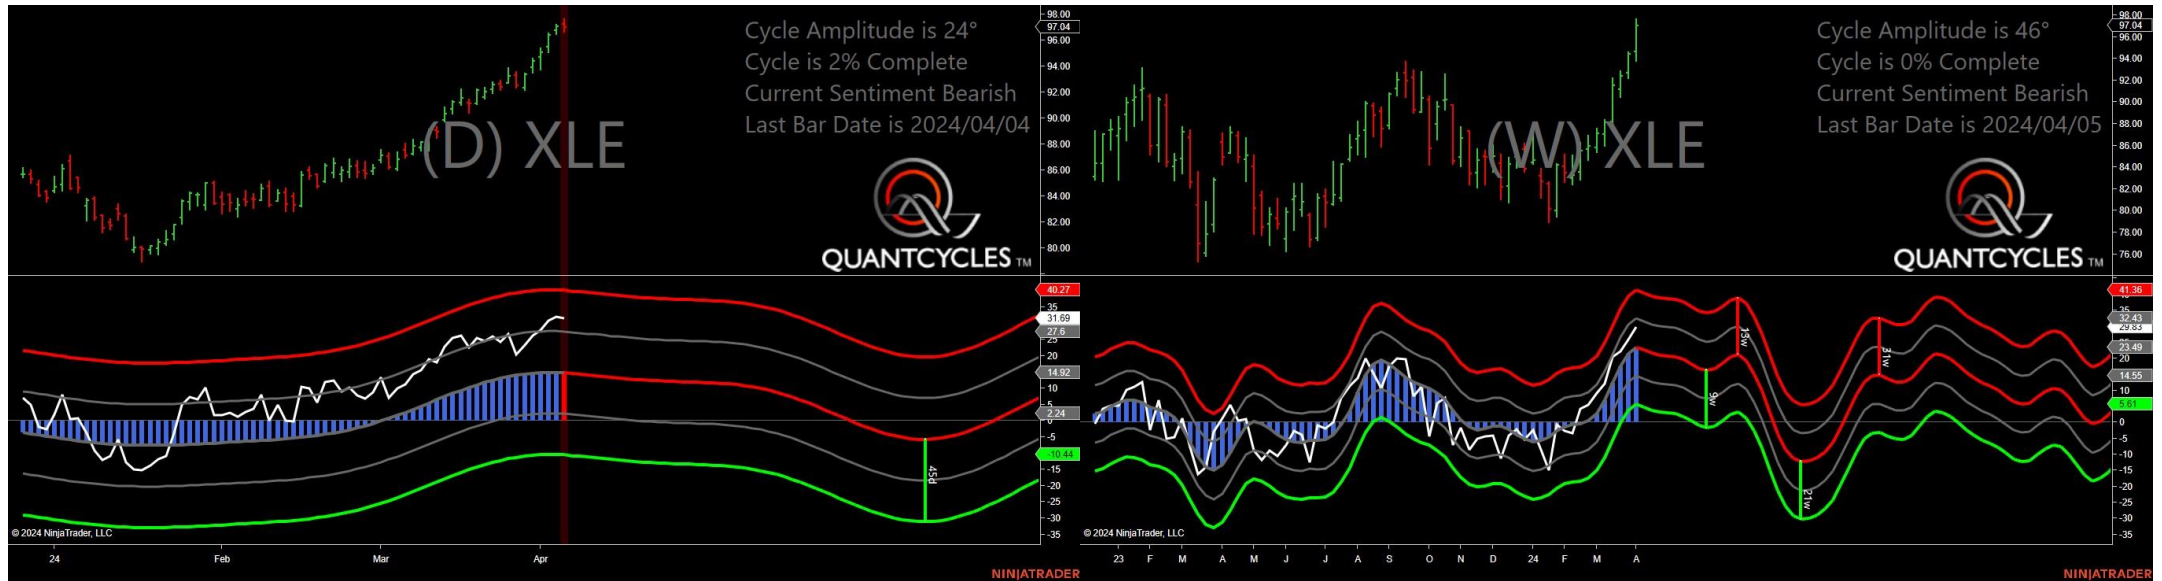 Cycle Amplitude is 24°
Cycle is 2% Complete
Current Sentiment Bearish
Last Bar Date is 2024/04/04
(D) XLE
QUANTCYCLES TM
98.00
97.04
96.00
94.00
92.00
90.00
88.00
86.00
84.00
82.00
80.00
40.27
35
31.69
27.6
25
20
14.92
10
5
2.24
0
-5
-10.44
-15
-20
-25
-30
-35
45d
© 2024 NinjaTrader, LLC
24 Feb Mar Apr
NINJATRADER
Cycle Amplitude is 46°
Cycle is 0% Complete
Current Sentiment Bearish
Last Bar Date is 2024/04/05
(W) XLE
QUANTCYCLES TM
98.00
97.04
96.00
94.00
92.00
90.00
88.00
86.00
84.00
82.00
80.00
78.00
76.00
41.36
32.43
29.83
23.49
20
14.55
10
5.61
0
-5
-10
-15
-20
-25
-30
-35
13w
9w
21w
31w
© 2024 NinjaTrader, LLC
23 F M A M J J A S O N D 24 F M A
NINJATRADER